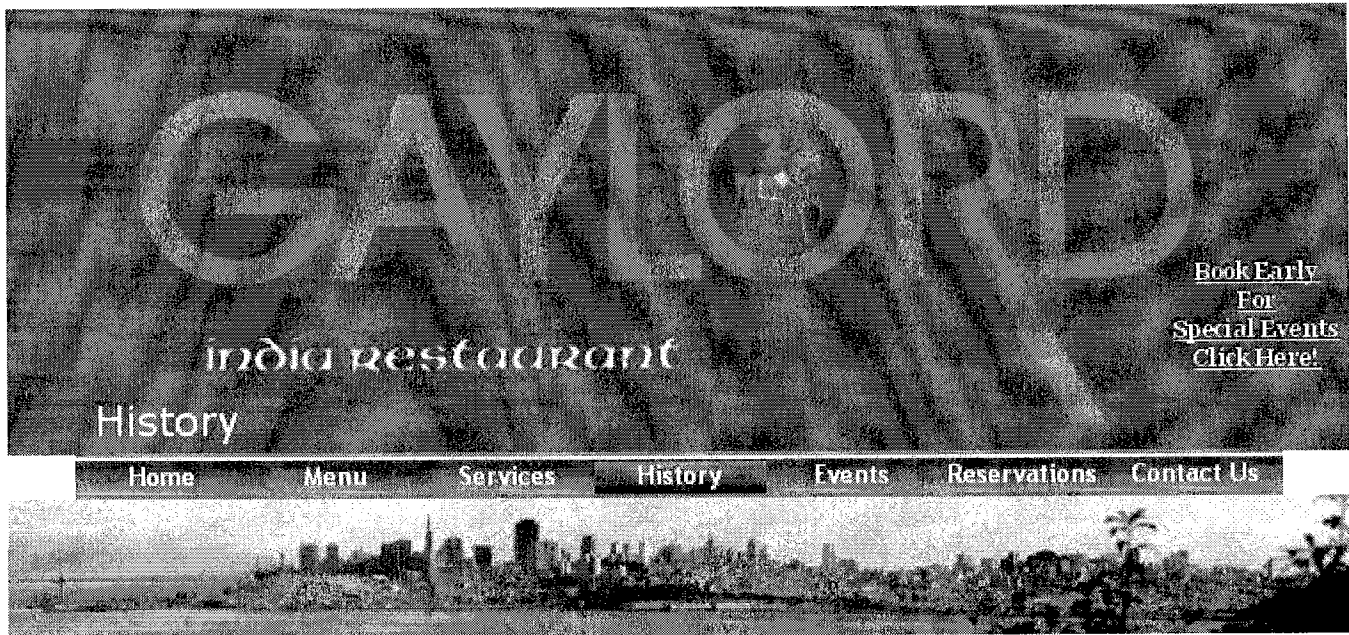 GAYLORD
Book Early
For
Special Events
Click Here!
india Restaurant
History
Home Menu Services History Events Reservations Contact Us